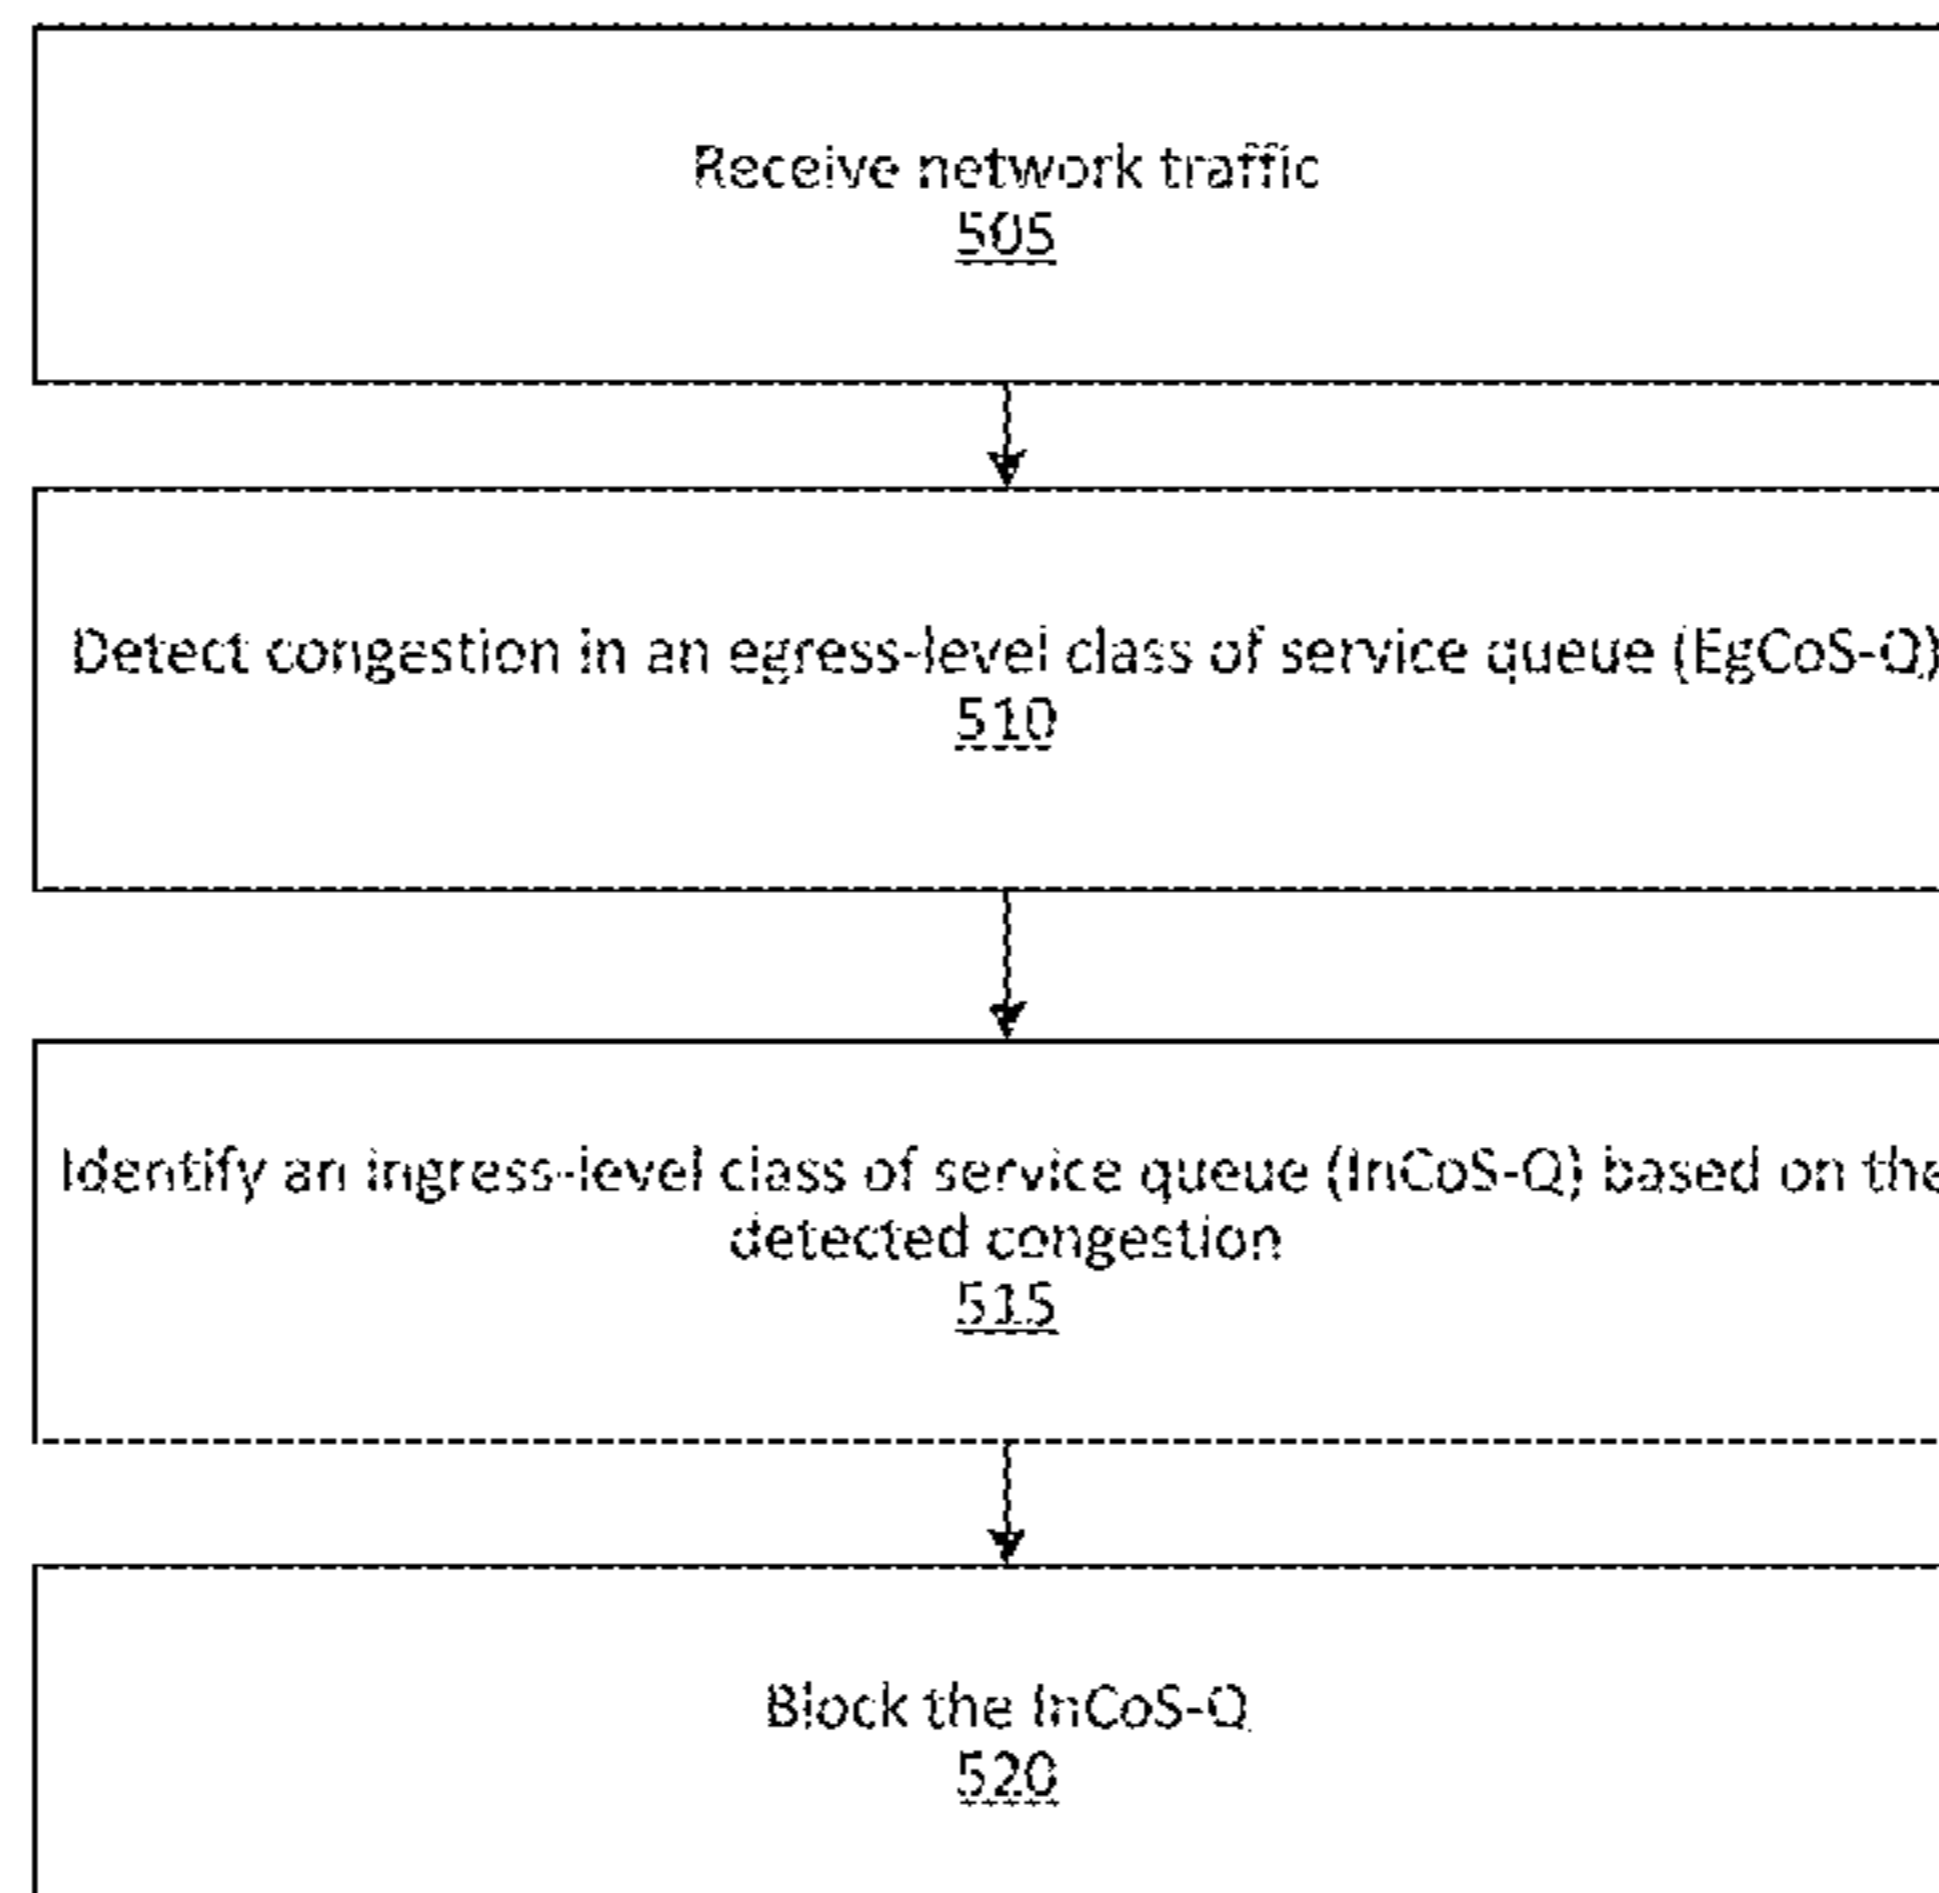 Receive network traffic
505
Detect congestion in an egress-level class of service queue (EgCoS-Q)
510
Identify an ingress-level class of service queue (InCoS-Q) based on the
detected congestion
515
Block the InCoS-Q
520